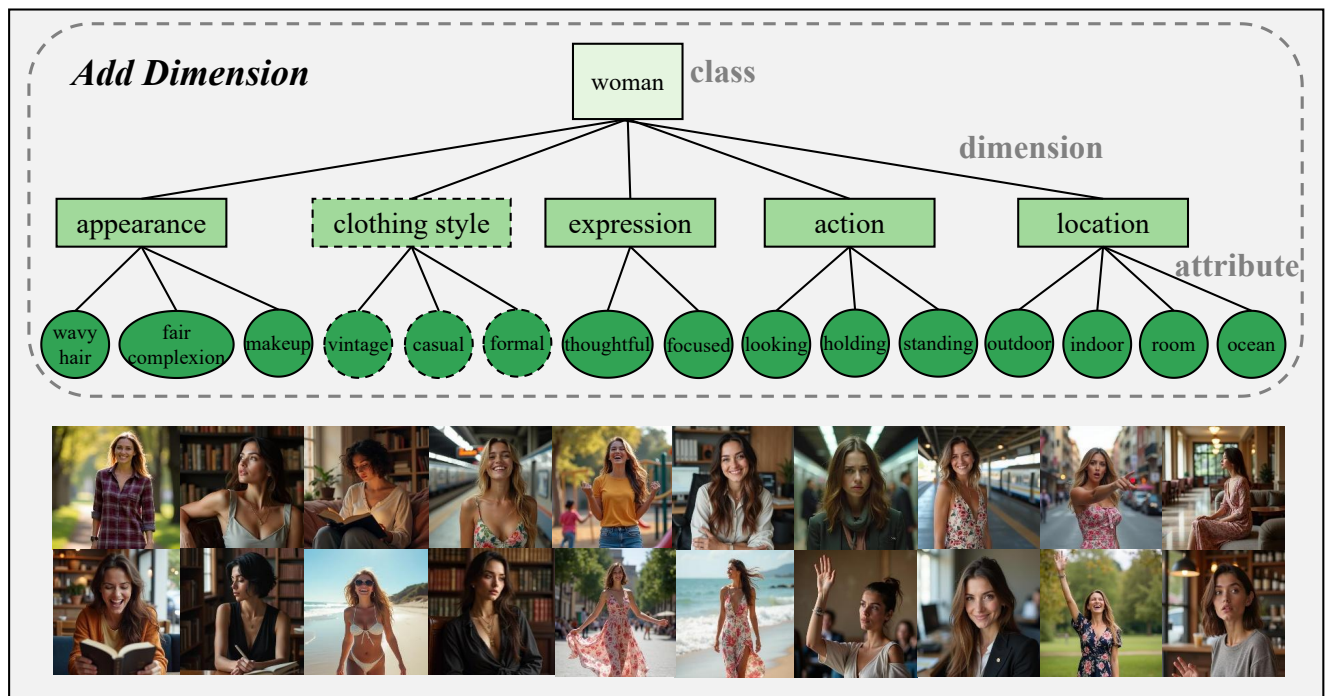 Add Dimension
woman
class
dimension
appearance
clothing style
expression
action
location
attribute
wavy
hair
fair
complexion
makeup
vintage
casual
formal
thoughtful
focused
looking
holding
standing
outdoor
indoor
room
ocean